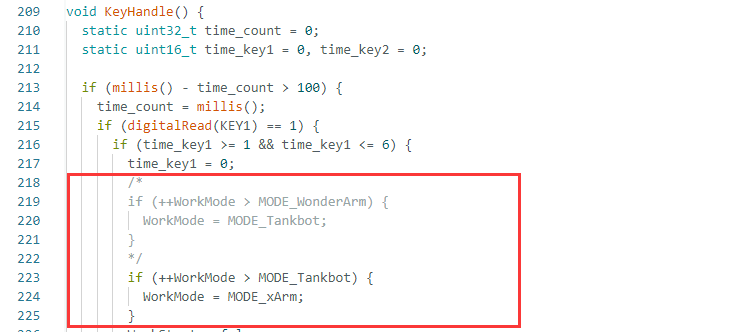 209 void KeyHandle() {
210 static uint32_t time_count = 0;
211 static uint16_t time_key1 = 0, time_key2 = 0;
212
213 if (millis() - time_count > 100) {
214 time_count = millis();
215 if (digitalRead(KEY1) == 1) {
216 if (time_key1 >= 1 && time_key1 <= 6) {
217 time_key1 = 0;
218 /*
219 if (++WorkMode > MODE_WonderArm) {
220 WorkMode = MODE_Tankbot;
221 }
222 */
223 if (++WorkMode > MODE_Tankbot) {
224 WorkMode = MODE_xArm;
225 }